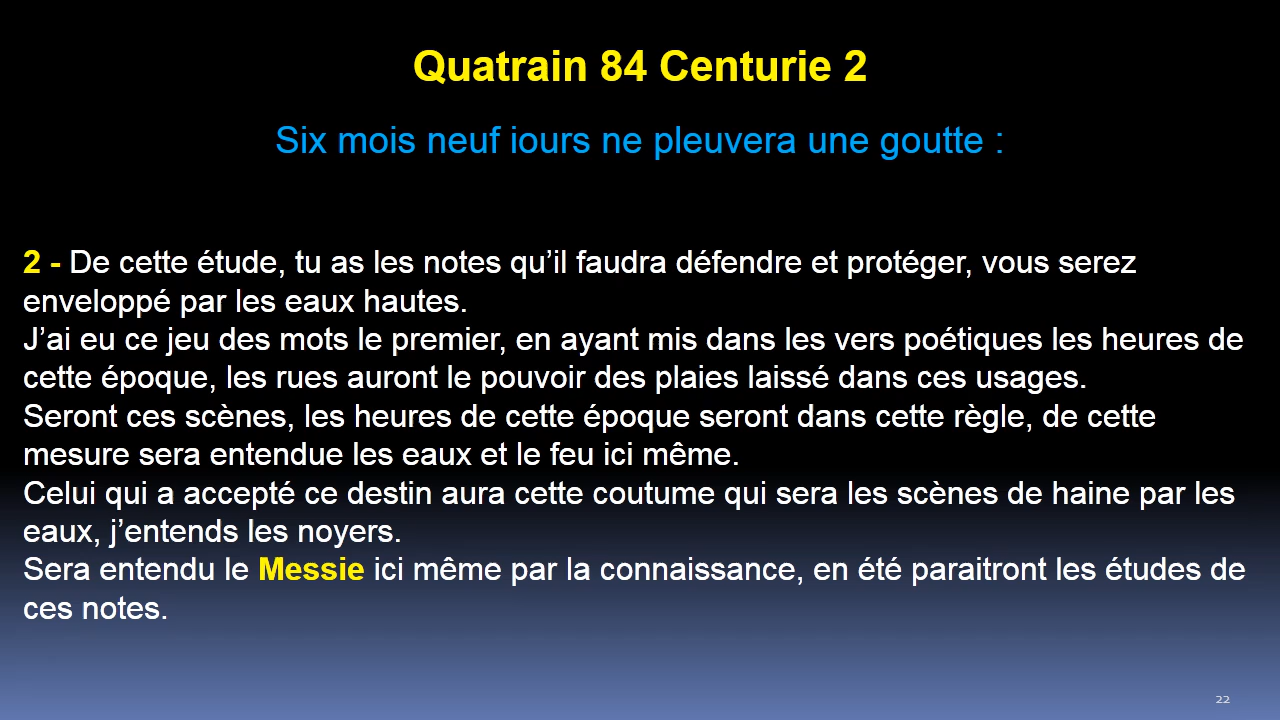 Quatrain 84 Centurie 2
Six mois neuf iours ne pleuvera une goutte :
2 - De cette étude, tu as les notes qu’il faudra défendre et protéger, vous serez
enveloppé par les eaux hautes.
J’ai eu ce jeu des mots le premier, en ayant mis dans les vers poétiques les heures de
cette époque, les rues auront le pouvoir des plaies laissé dans ces usages.
Seront ces scènes, les heures de cette époque seront dans cette règle, de cette
mesure sera entendue les eaux et le feu ici même.
Celui qui a accepté ce destin aura cette coutume qui sera les scènes de haine par les
eaux, j’entends les noyers.
Sera entendu le Messie ici même par la connaissance, en été paraitront les études de
ces notes.
22